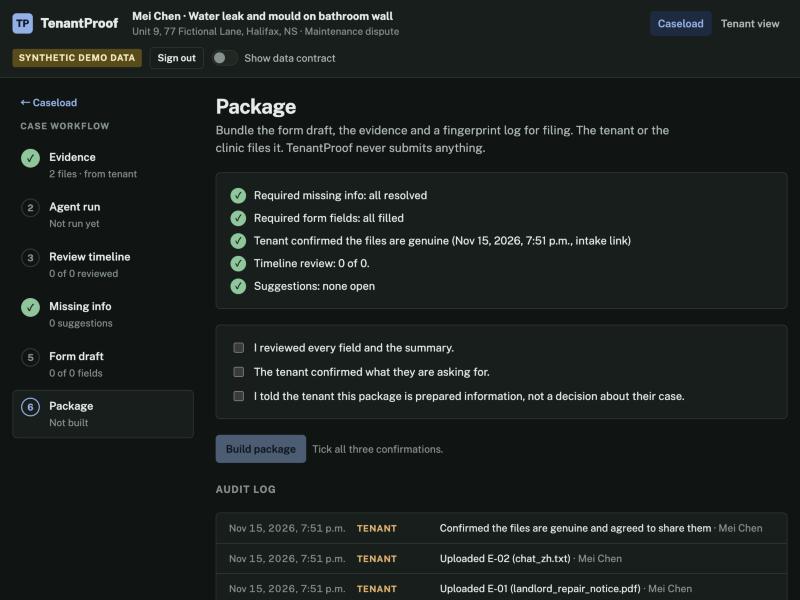 TP TenantProof
Mei Chen · Water leak and mould on bathroom wall
Unit 9, 77 Fictional Lane, Halifax, NS · Maintenance dispute
Caseload
Tenant view
SYNTHETIC DEMO DATA
Sign out
Show data contract
← Caseload
CASE WORKFLOW
✓ Evidence
2 files · from tenant
2 Agent run
Not run yet
3 Review timeline
0 of 0 reviewed
✓ Missing info
0 suggestions
5 Form draft
0 of 0 fields
6 Package
Not built
Package
Bundle the form draft, the evidence and a fingerprint log for filing. The tenant or the
clinic files it. TenantProof never submits anything.
✓ Required missing info: all resolved
✓ Required form fields: all filled
✓ Tenant confirmed the files are genuine (Nov 15, 2026, 7:51 p.m., intake link)
✓ Timeline review: 0 of 0.
✓ Suggestions: none open
I reviewed every field and the summary.
The tenant confirmed what they are asking for.
I told the tenant this package is prepared information, not a decision about their case.
Build package
Tick all three confirmations.
AUDIT LOG
Nov 15, 2026, 7:51 p.m. TENANT Confirmed the files are genuine and agreed to share them · Mei Chen
Nov 15, 2026, 7:51 p.m. TENANT Uploaded E-02 (chat_zh.txt) · Mei Chen
Nov 15, 2026, 7:51 p.m. TENANT Uploaded E-01 (landlord_repair_notice.pdf) · Mei Chen